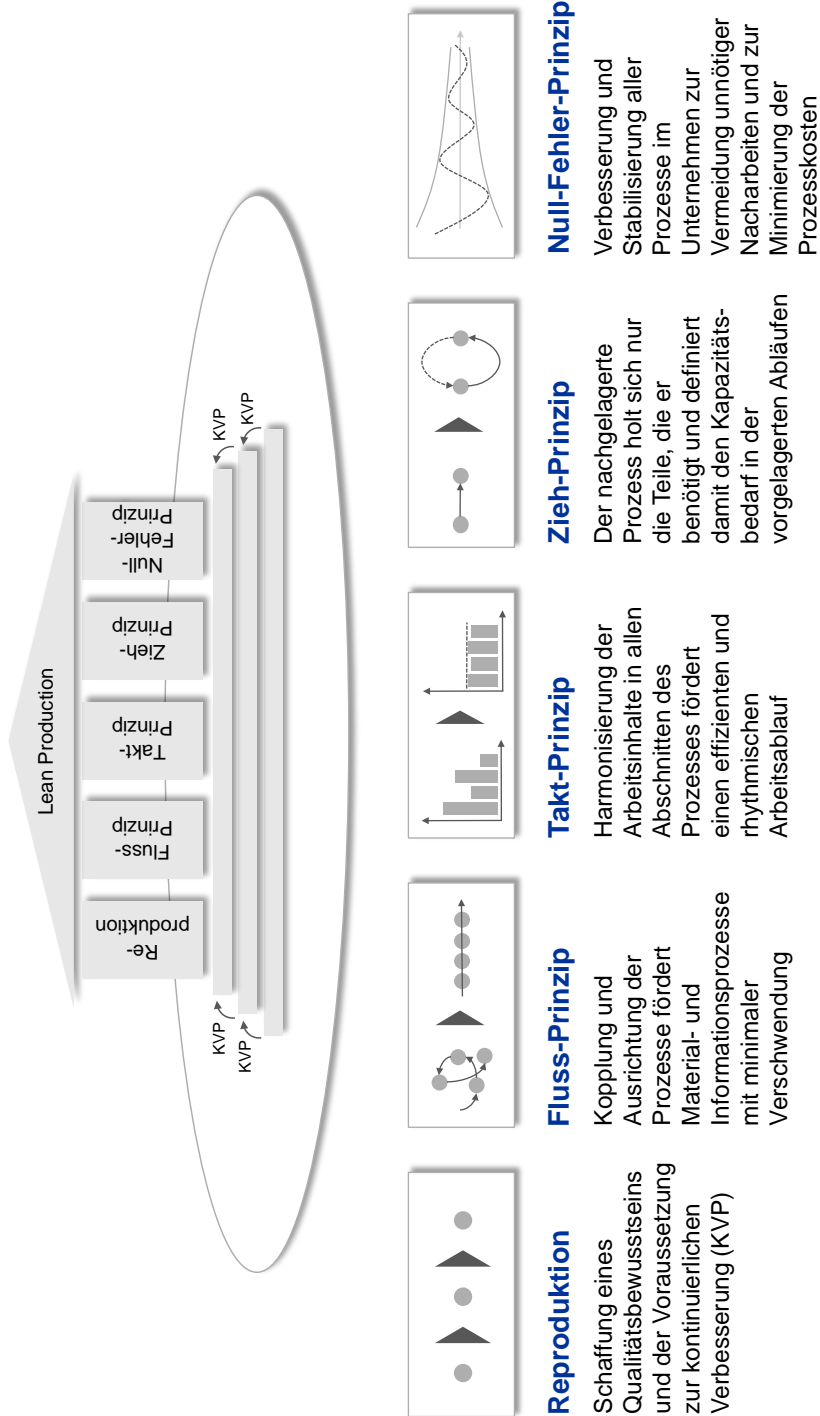 Lean Production
Re-
produktion
Fluss-
Prinzip
Takt-
Prinzip
Zieh-
Prinzip
Null-
Fehler-
Prinzip
KVP
KVP
KVP
KVP
Reproduktion
Schaffung eines
Qualitätsbewusstseins
und der Voraussetzung
zur kontinuierlichen
Verbesserung (KVP)
Fluss-Prinzip
Kopplung und
Ausrichtung der
Prozesse fördert
Material- und
Informationsprozesse
mit minimaler
Verschwendung
Takt-Prinzip
Harmonisierung der
Arbeitsinhalte in allen
Abschnitten des
Prozesses fördert
einen effizienten und
rhythmischen
Arbeitsablauf
Zieh-Prinzip
Der nachgelagerte
Prozess holt sich nur
die Teile, die er
benötigt und definiert
damit den Kapazitäts-
bedarf in der
vorgelagerten Abläufen
Null-Fehler-Prinzip
Verbesserung und
Stabilisierung aller
Prozesse im
Unternehmen zur
Vermeidung unnötiger
Nacharbeiten und zur
Minimierung der
Prozesskosten